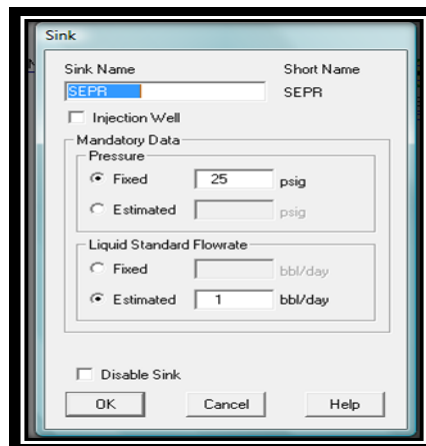 Sink
Sink Name Short Name
SEPR SEPR
Injection Well
Mandatory Data
Pressure
Fixed 25 psig
Estimated psig
Liquid Standard Flowrate
Fixed bbl/day
Estimated 1 bbl/day
Disable Sink
OK Cancel Help